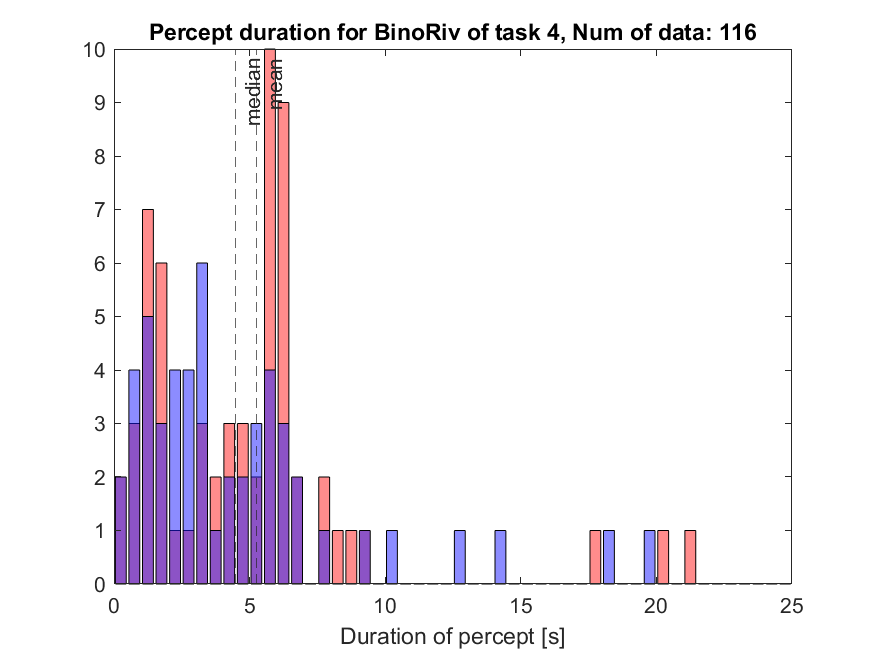 Percept duration for BinoRiv of task 4, Num of data: 116
10
9
8
7
6
5
4
3
2
1
0
median
mean
0 5 10 15 20 25
Duration of percept [s]